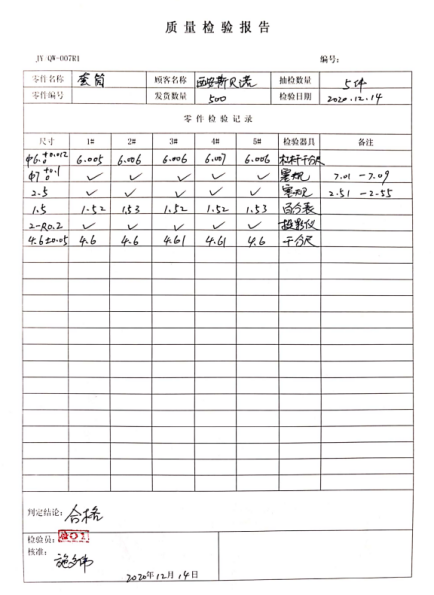 质量检验报告
JY QW-007R1 编号:
零件名称 套筒 顾客名称 西安斯贝诺 抽检数量 5件
零件编号 发货数量 500 检验日期 2020.12.14
零件检验记录
尺寸 1# 2# 3# 4# 5# 检验器具 备注
φ6 +0.012 0 6.005 6.006 6.006 6.007 6.006 杠杆千分尺
φ7 +0.1 0 ✓ ✓ ✓ ✓ ✓ 塞规 7.01-7.09
2.5 ✓ ✓ ✓ ✓ ✓ 塞规 2.51-2.55
1.5 1.52 1.53 1.52 1.52 1.53 百分表
2-R0.2 ✓ ✓ ✓ ✓ ✓ 投影仪
4.6±0.05 4.6 4.6 4.61 4.61 4.6 千分尺
判定结论: 合格
检验员:
核准:
2020年12月14日